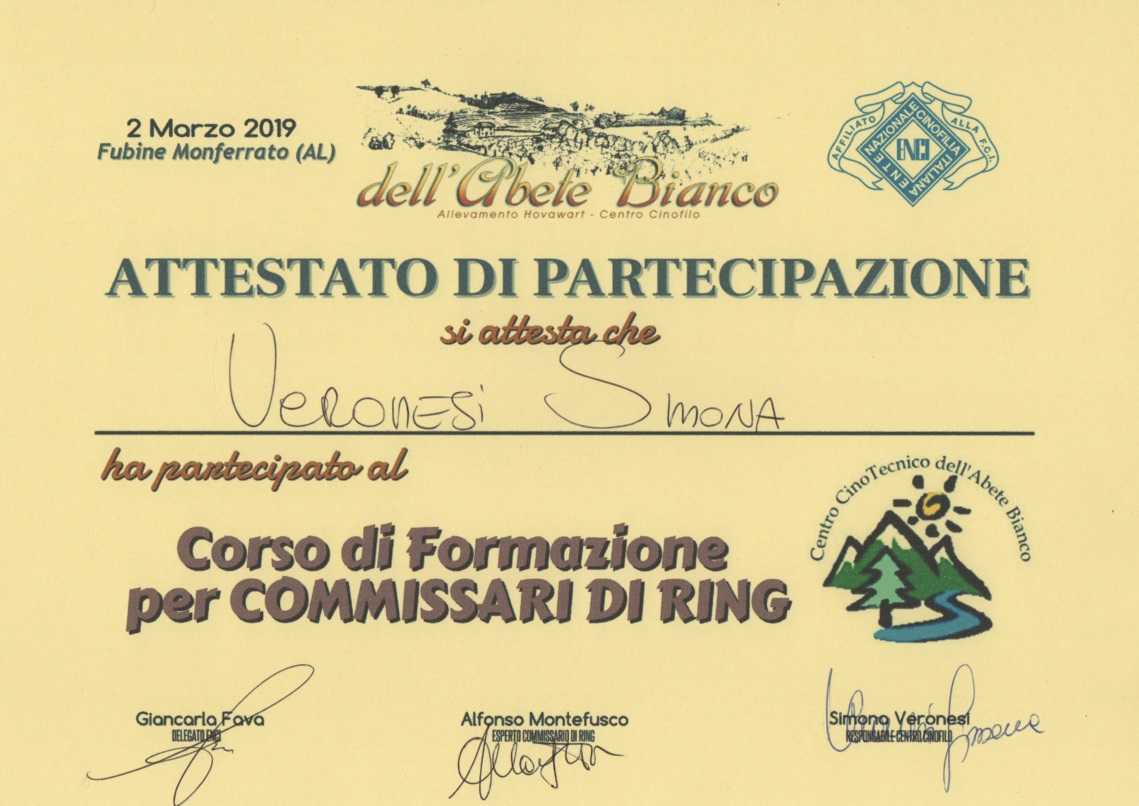 2 Marzo 2019
Fubine Monferrato (AL)
dell'Abete Bianco
Allevamento Hovawart - Centro Cinofilo
AFFILIATO ALLA F.C.I.
ENTE NAZIONALE CINOFILIA ITALIANA
ENCI
ATTESTATO DI PARTECIPAZIONE
si attesta che
VERONESI SIMONA
ha partecipato al
Centro CinoTecnico dell'Abete Bianco
Corso di Formazione
per COMMISSARI DI RING
Giancarla Fava
DELEGATO ENCI
Alfonso Montefusco
ESPERTO COMMISSARIO DI RING
Simona Veronesi
RESPONSABILE CENTRO CINOFILO
Veronesi Simona